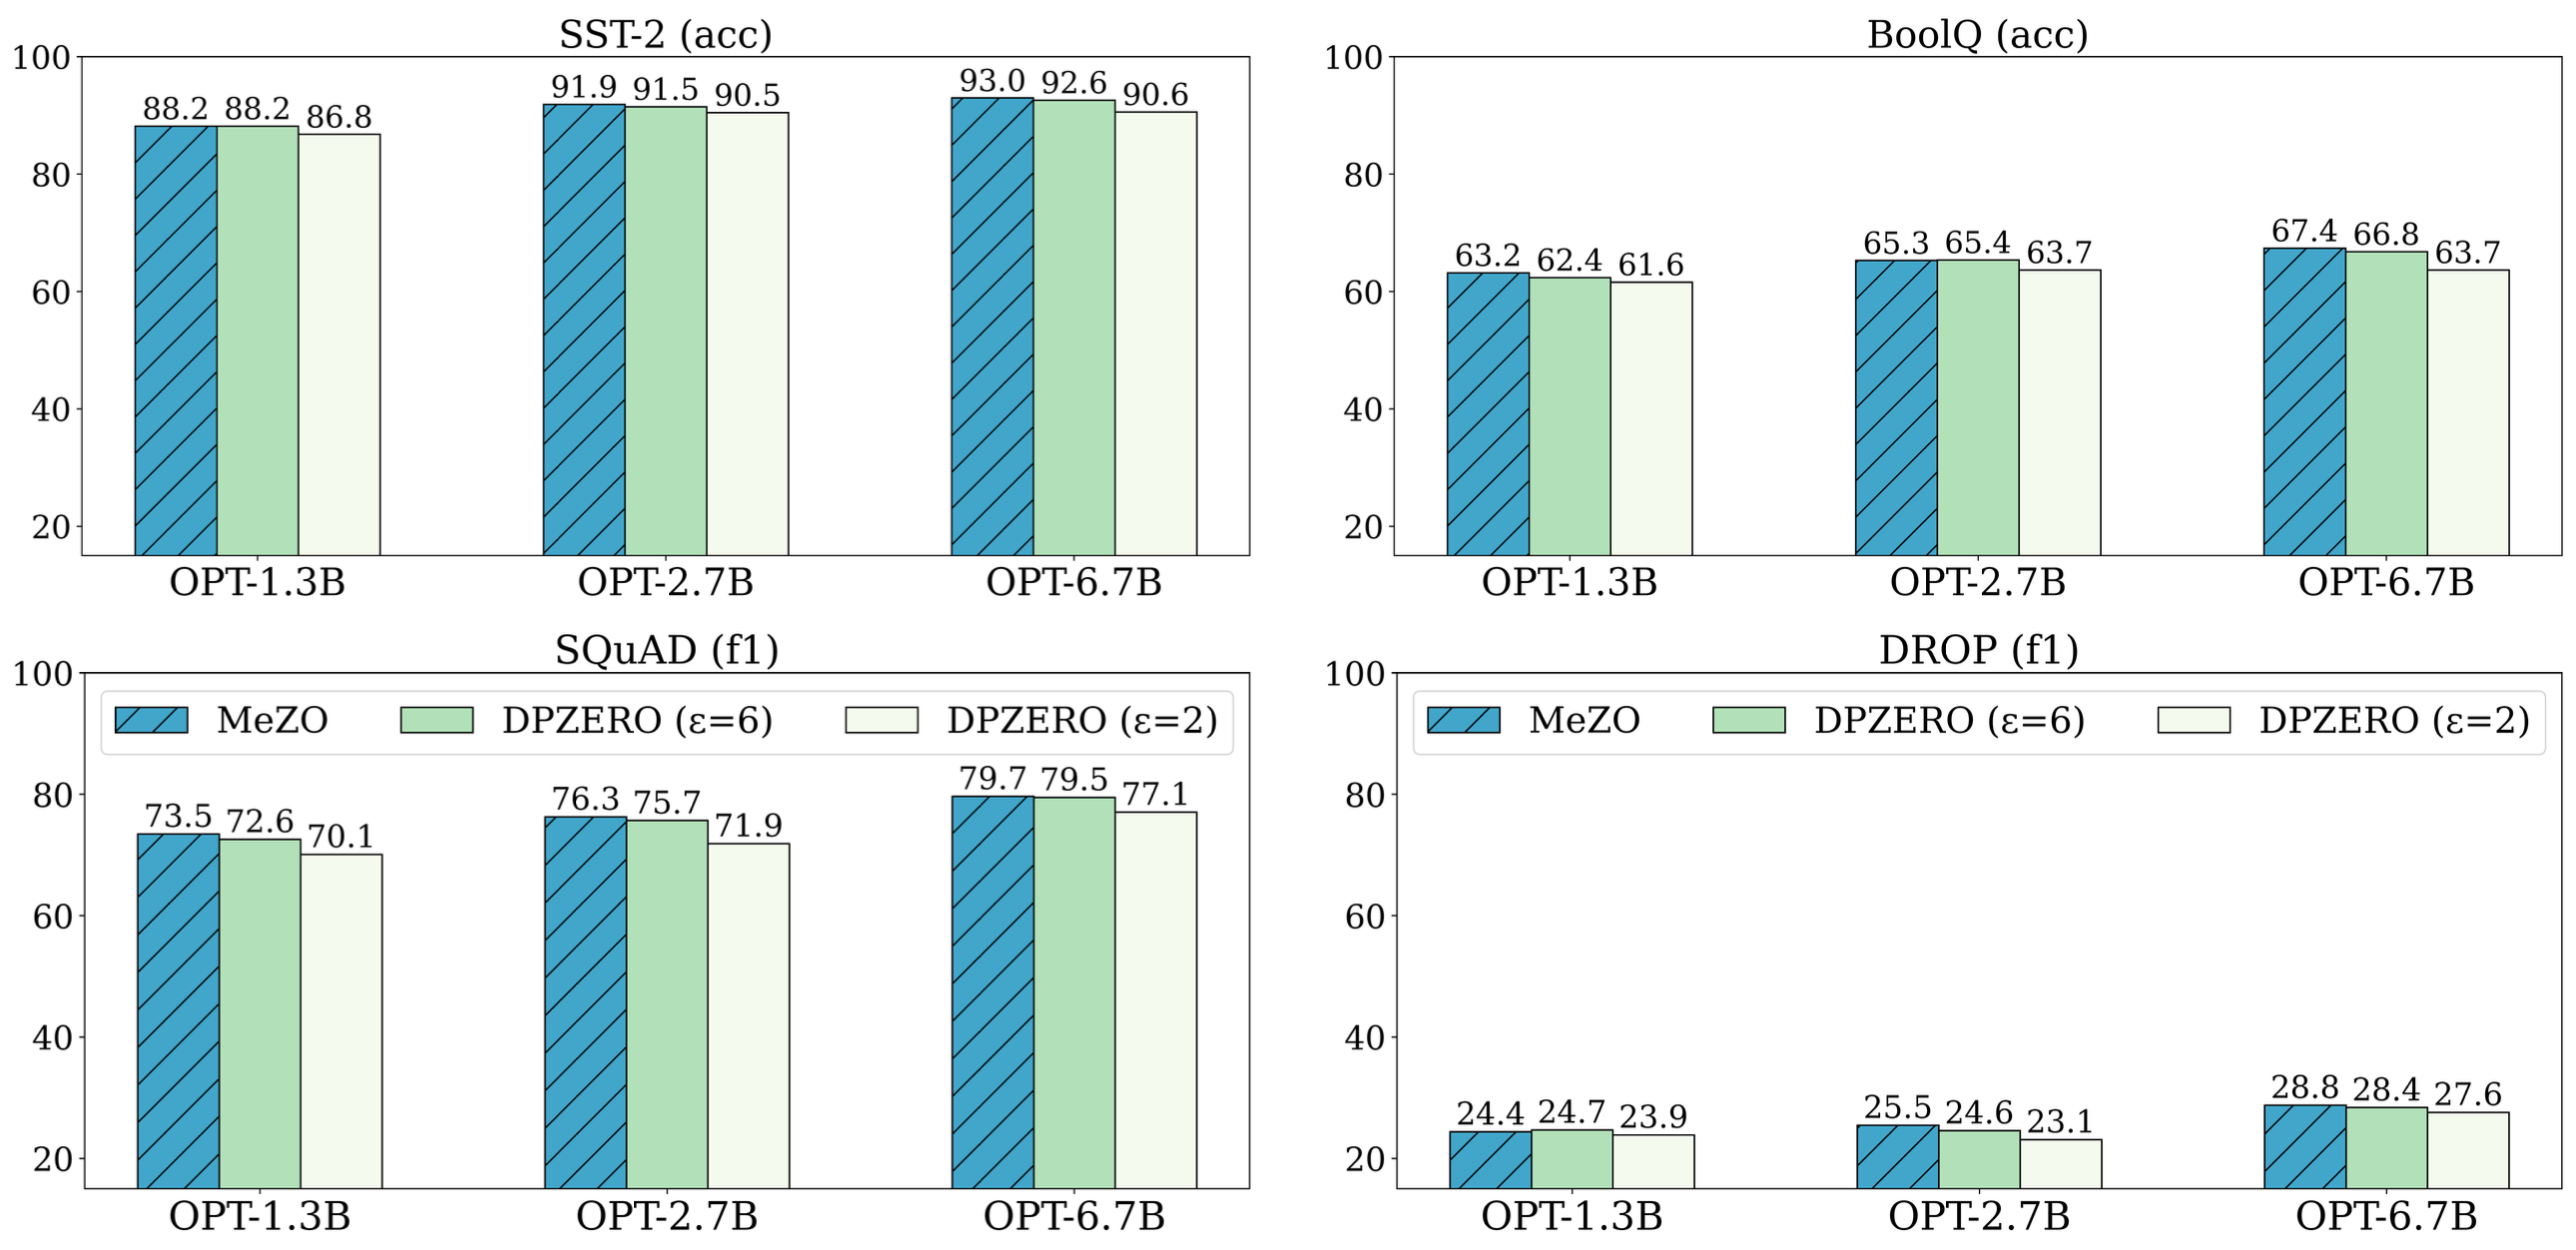 SST-2 (acc)
100
80
60
40
20
88.2 88.2 86.8
91.9 91.5 90.5
93.0 92.6 90.6
OPT-1.3B OPT-2.7B OPT-6.7B
BoolQ (acc)
100
80
60
40
20
63.2 62.4 61.6
65.3 65.4 63.7
67.4 66.8 63.7
OPT-1.3B OPT-2.7B OPT-6.7B
SQuAD (f1)
100
80
60
40
20
MeZO DPZERO (ε=6) DPZERO (ε=2)
73.5 72.6 70.1
76.3 75.7 71.9
79.7 79.5 77.1
OPT-1.3B OPT-2.7B OPT-6.7B
DROP (f1)
100
80
60
40
20
MeZO DPZERO (ε=6) DPZERO (ε=2)
24.4 24.7 23.9
25.5 24.6 23.1
28.8 28.4 27.6
OPT-1.3B OPT-2.7B OPT-6.7B